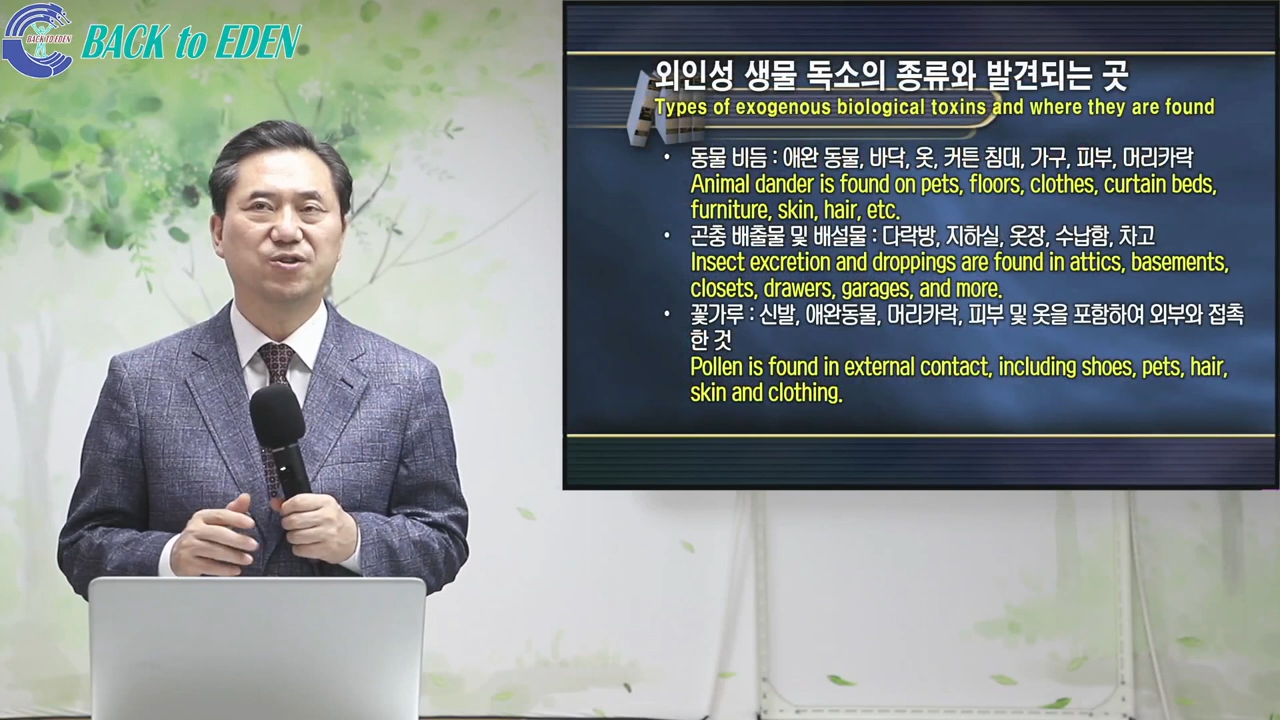 BACK TO EDEN
BACK to EDEN
외인성 생물 독소의 종류와 발견되는 곳
Types of exogenous biological toxins and where they are found
• 동물 비듬 : 애완 동물, 바닥, 옷, 커튼 침대, 가구, 피부, 머리카락
Animal dander is found on pets, floors, clothes, curtain beds,
furniture, skin, hair, etc.
• 곤충 배출물 및 배설물 : 다락방, 지하실, 옷장, 수납함, 차고
Insect excretion and droppings are found in attics, basements,
closets, drawers, garages, and more.
• 꽃가루 : 신발, 애완동물, 머리카락, 피부 및 옷을 포함하여 외부와 접촉
한 것
Pollen is found in external contact, including shoes, pets, hair,
skin and clothing.